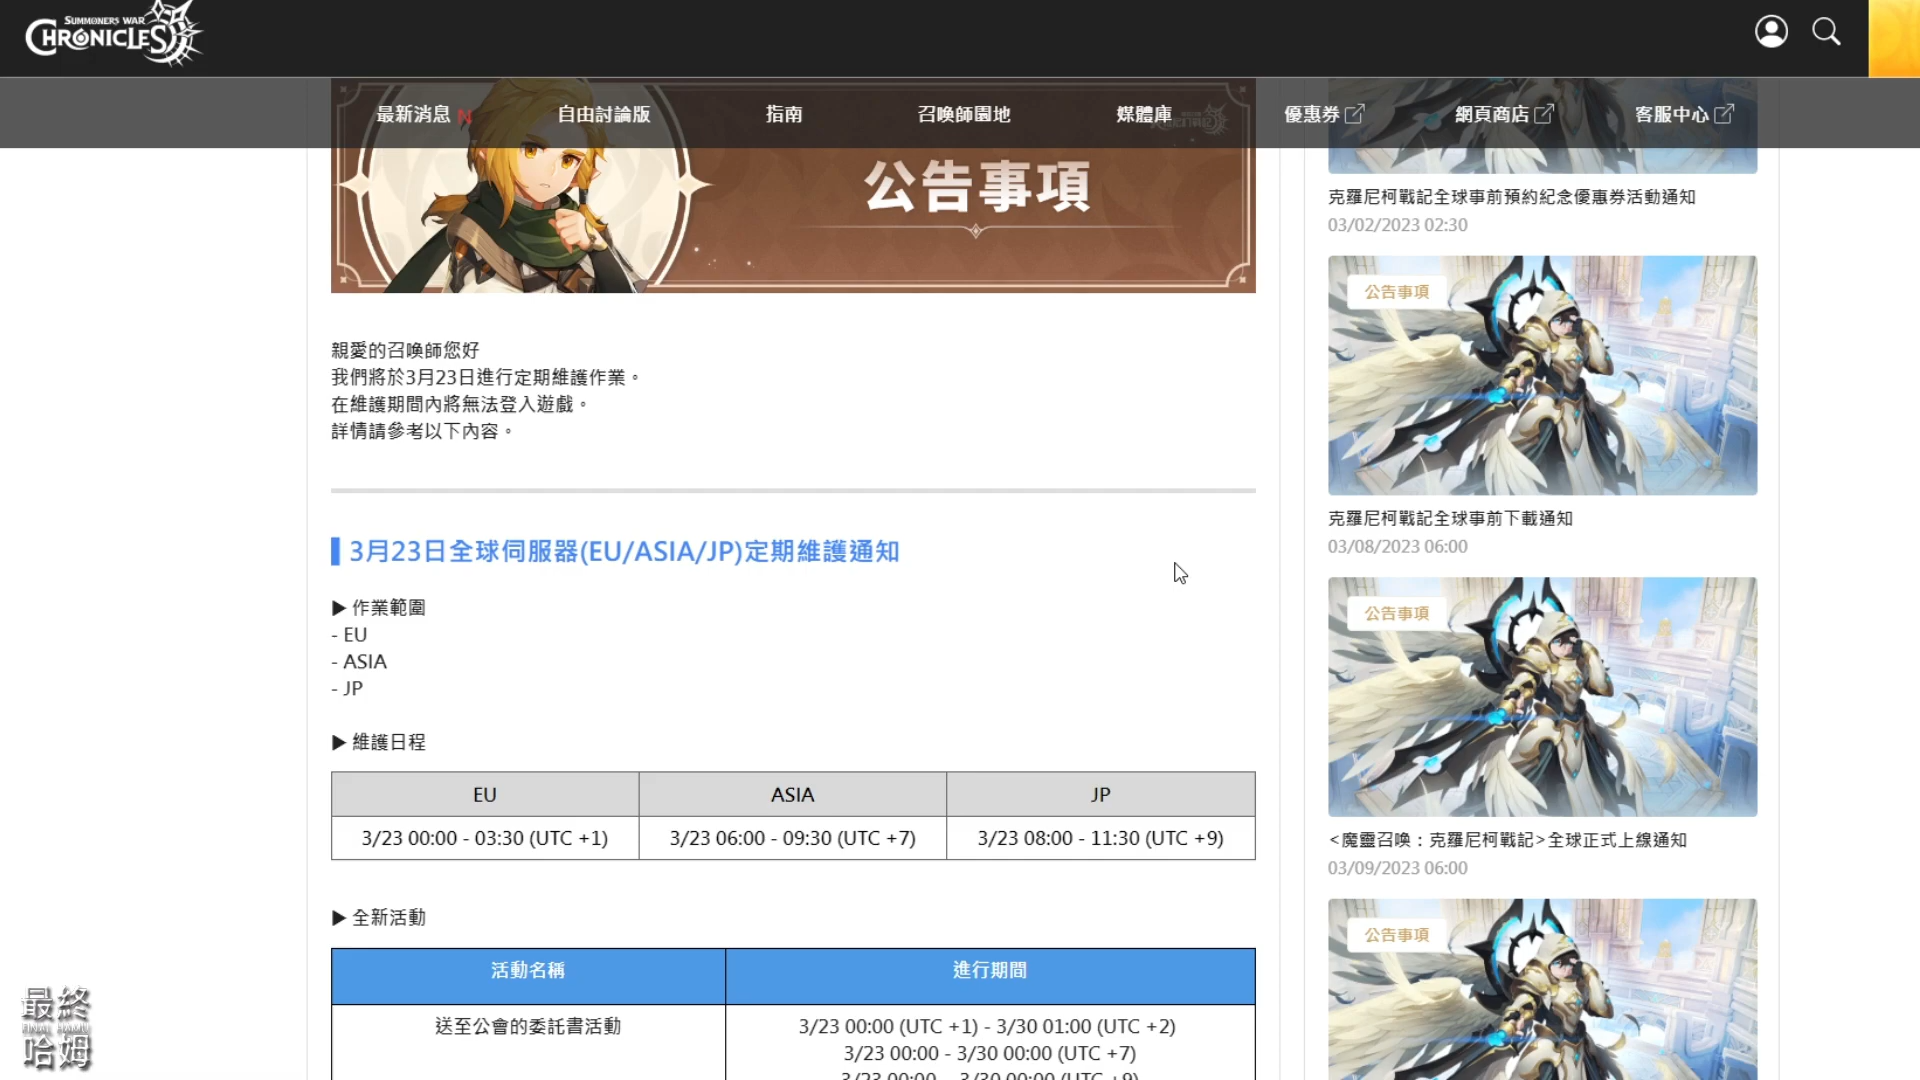 SUMMONERS WAR
CHRONICLES
最新消息 N
自由討論版
指南
召喚師園地
媒體庫
優惠券
網頁商店
客服中心
公告事項
親愛的召喚師您好
我們將於3月23日進行定期維護作業。
在維護期間內將無法登入遊戲。
詳情請參考以下內容。
3月23日全球伺服器(EU/ASIA/JP)定期維護通知
▶ 作業範圍
- EU
- ASIA
- JP
▶ 維護日程
EU ASIA JP
3/23 00:00 - 03:30 (UTC +1) 3/23 06:00 - 09:30 (UTC +7) 3/23 08:00 - 11:30 (UTC +9)
▶ 全新活動
活動名稱 進行期間
送至公會的委託書活動 3/23 00:00 (UTC +1) - 3/30 01:00 (UTC +2)
3/23 00:00 - 3/30 00:00 (UTC +7)
3/23 00:00 - 3/30 00:00 (UTC +9)
克羅尼柯戰記全球事前預約紀念優惠券活動通知
03/02/2023 02:30
公告事項
克羅尼柯戰記全球事前下載通知
03/08/2023 06:00
公告事項
<魔靈召喚：克羅尼柯戰記>全球正式上線通知
03/09/2023 06:00
公告事項
最終
FINAL HAMU
哈姆